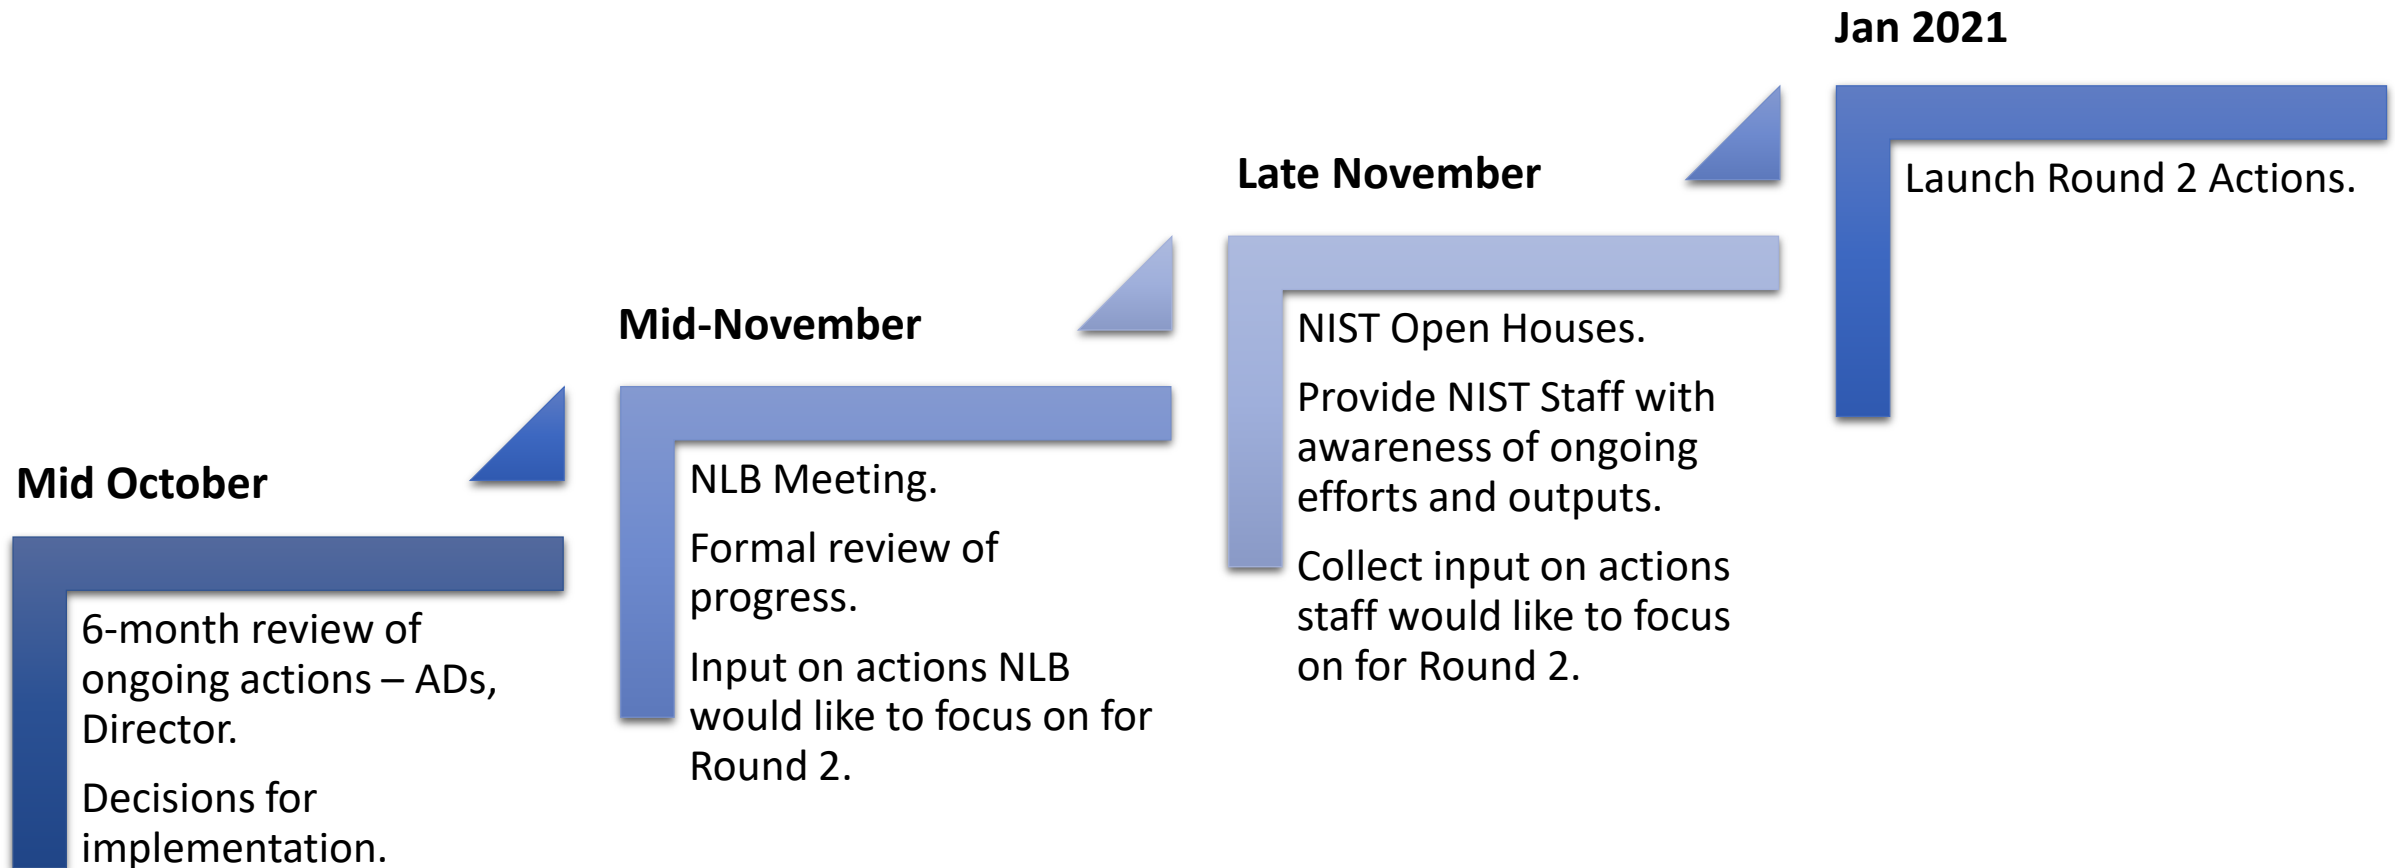 Mid October
6-month review of
ongoing actions – ADs,
Director.
Decisions for
implementation.
Mid-November
NLB Meeting.
Formal review of
progress.
Input on actions NLB
would like to focus on for
Round 2.
Late November
NIST Open Houses.
Provide NIST Staff with
awareness of ongoing
efforts and outputs.
Collect input on actions
staff would like to focus
on for Round 2.
Jan 2021
Launch Round 2 Actions.